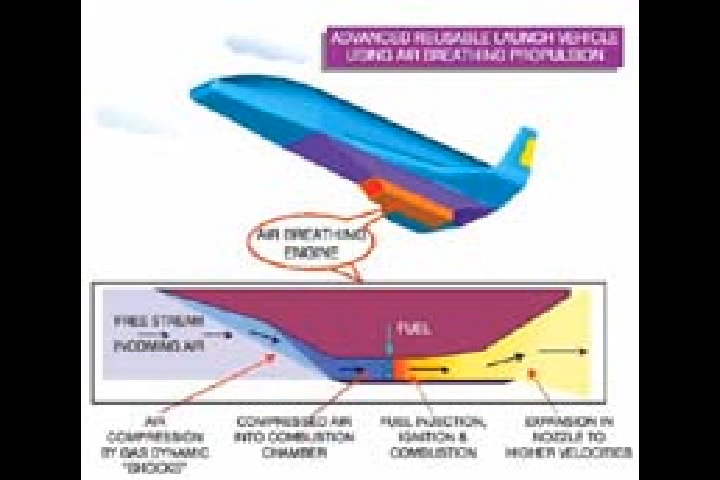 ADVANCED REUSABLE LAUNCH VEHICLE
USING AIR BREATHING PROPULSION
AIR BREATHING
ENGINE
FREE STREAM
INCOMING AIR
FUEL
AIR
COMPRESSION
BY GAS DYNAMIC
"SHOCKS"
COMPRESSED AIR
INTO COMBUSTION
CHAMBER
FUEL INJECTION,
IGNITION &
COMBUSTION
EXPANSION IN
NOZZLE TO
HIGHER VELOCITIES